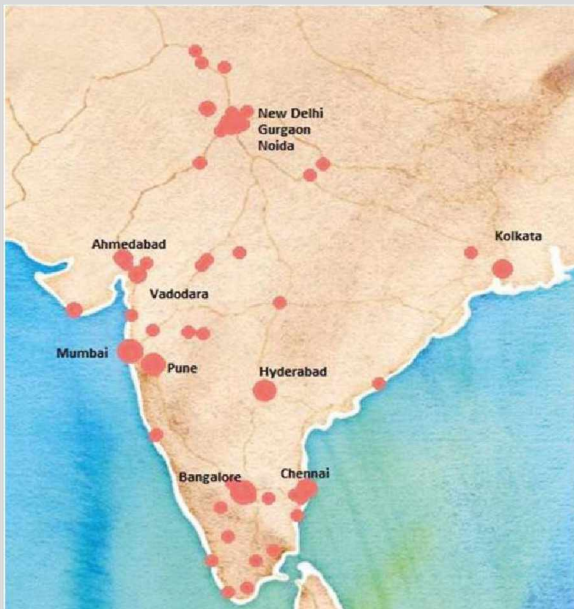 New Delhi
Gurgaon
Noida
Kolkata
Ahmedabad
Vadodara
Mumbai
Pune
Hyderabad
Bangalore
Chennai